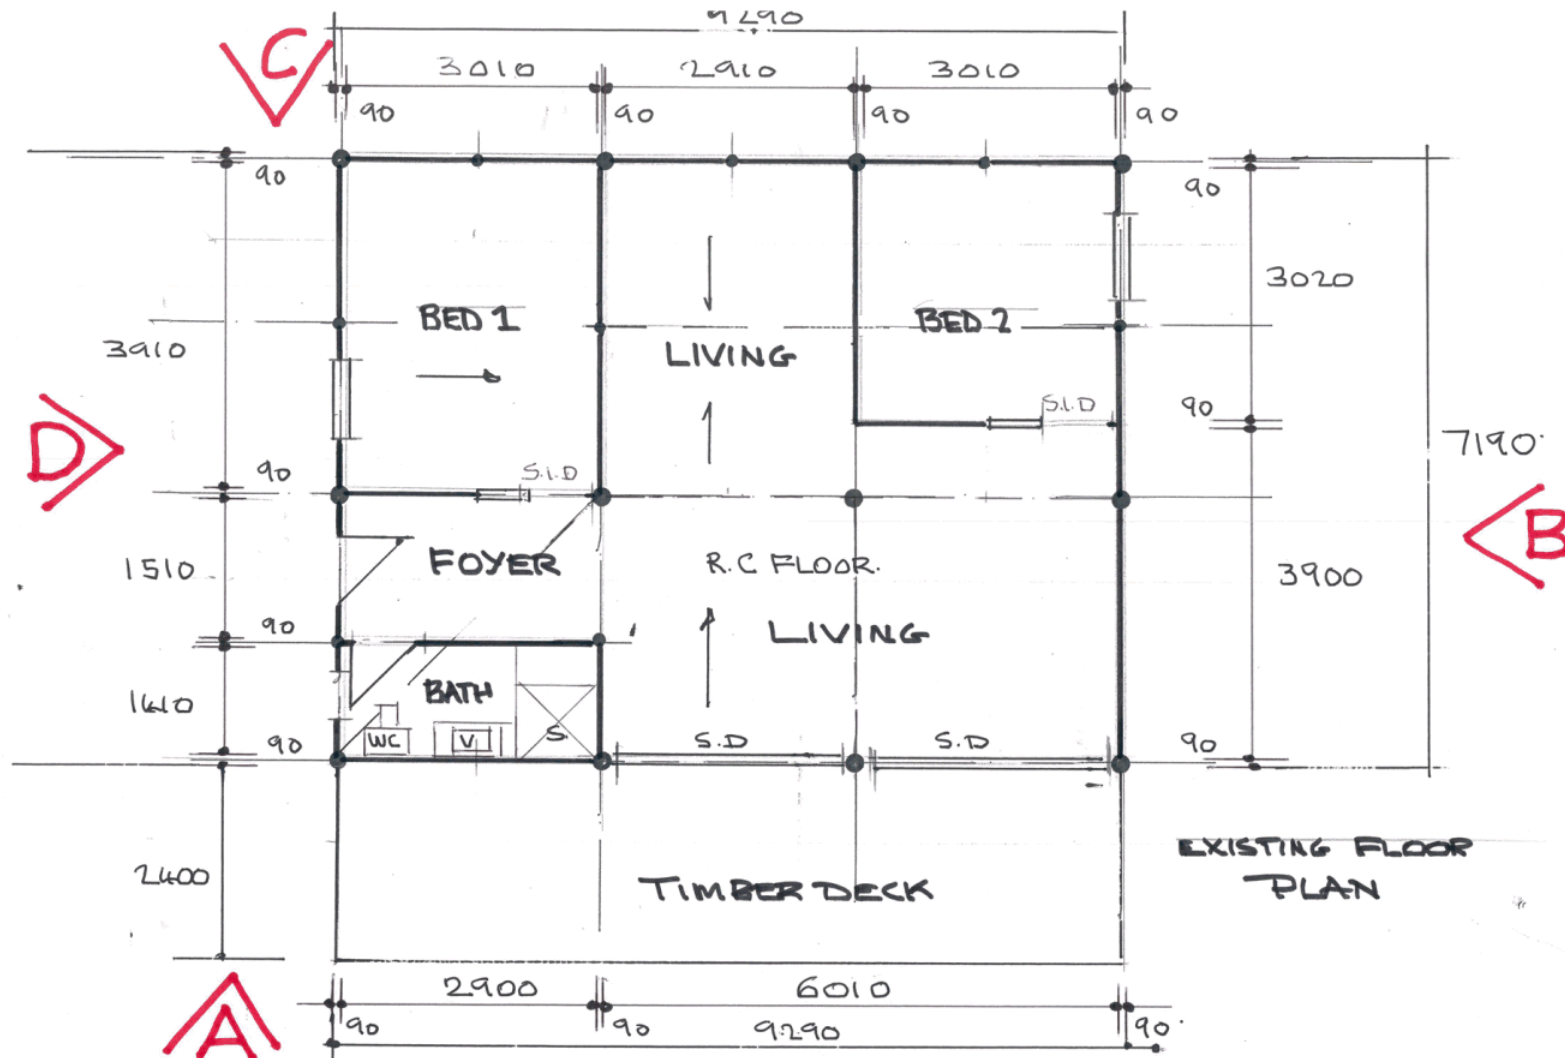 9290
3010 2910 3010
90 90 90 90
C
90 90
3020
BED 1 BED 2
LIVING
3910
S.I.D
90
7190
D
90 S.I.D
B
1510 FOYER R.C FLOOR. 3900
90 LIVING
BATH
1610
WC V S
90 S.D S.D 90
2400 TIMBER DECK
EXISTING FLOOR
PLAN
2900 6010
90 90 90
A
9290